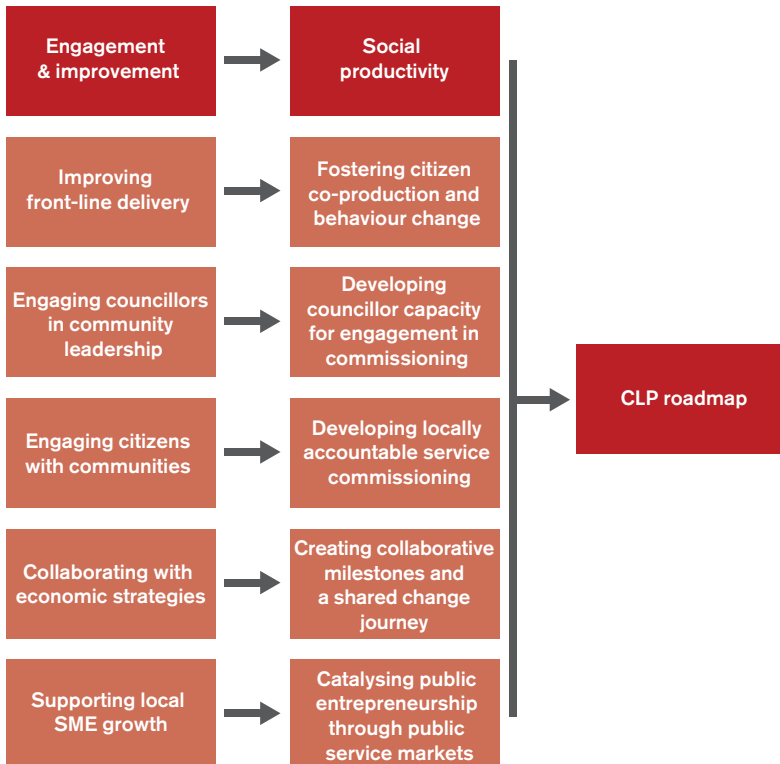 Engagement
& improvement
Social
productivity
Improving
front-line delivery
Fostering citizen
co-production and
behaviour change
Engaging councillors
in community
leadership
Developing
councillor capacity
for engagement in
commissioning
CLP roadmap
Engaging citizens
with communities
Developing locally
accountable service
commissioning
Collaborating with
economic strategies
Creating collaborative
milestones and
a shared change
journey
Supporting local
SME growth
Catalysing public
entrepreneurship
through public
service markets